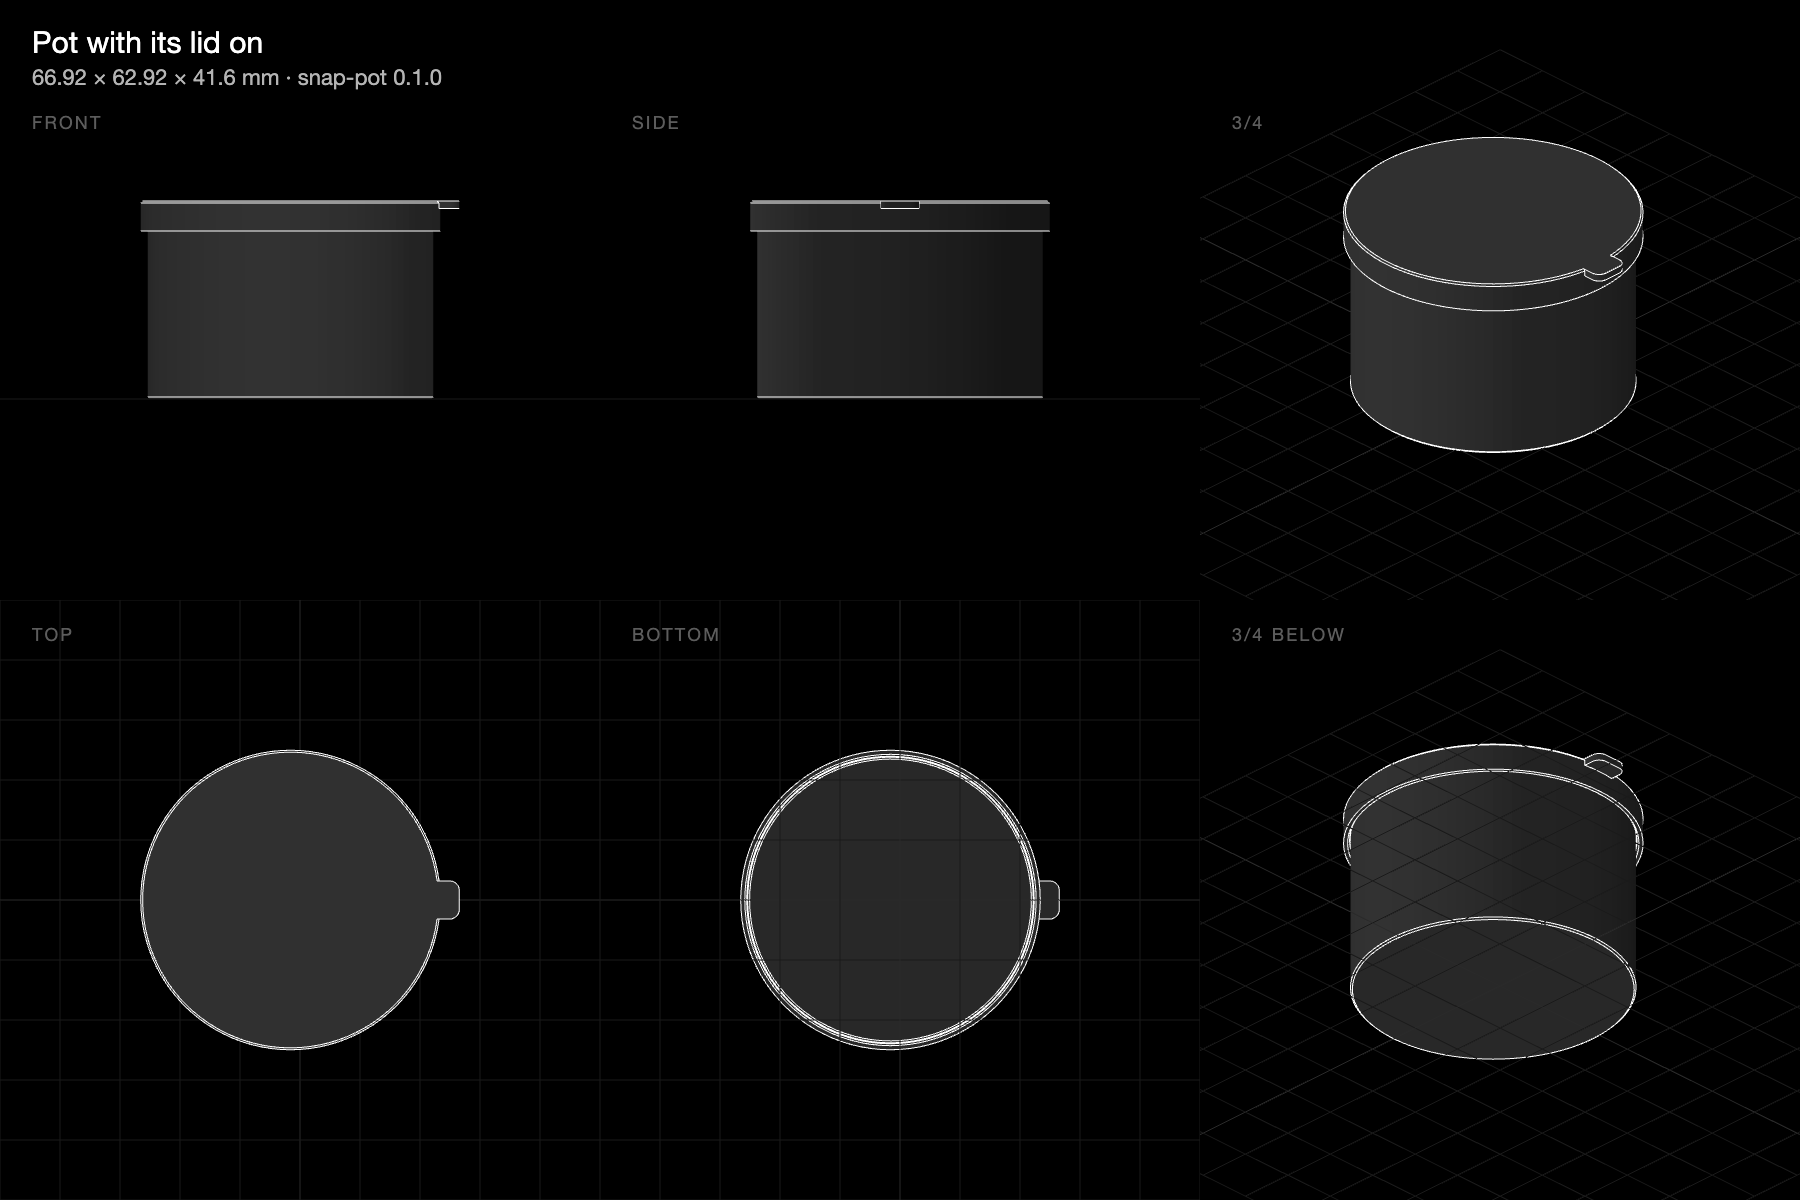 Pot with its lid on
66.92 × 62.92 × 41.6 mm · snap-pot 0.1.0
FRONT
SIDE
3/4
TOP
BOTTOM
3/4 BELOW